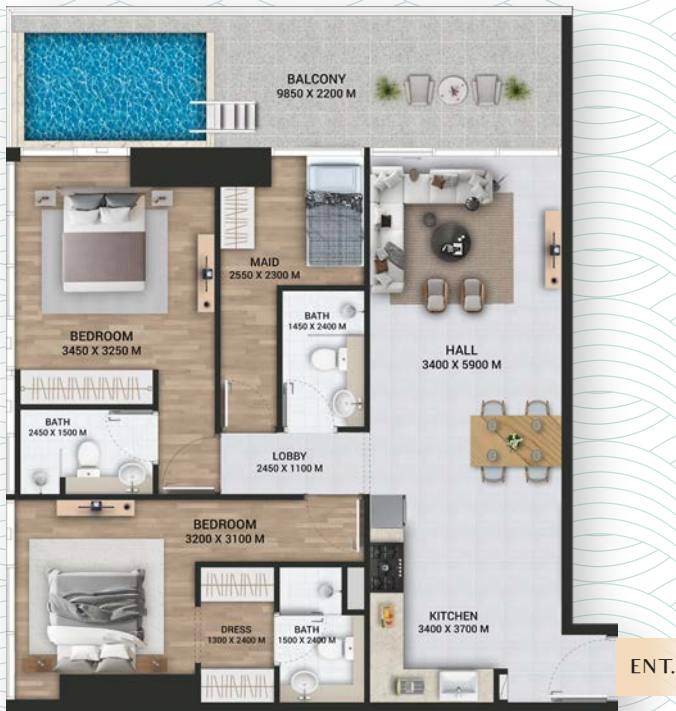 BALCONY
9850 X 2200 M
MAID
2550 X 2300 M
BATH
1450 X 2400 M
BEDROOM
3450 X 3250 M
HALL
3400 X 5900 M
BATH
2450 X 1500 M
LOBBY
2450 X 1100 M
BEDROOM
3200 X 3100 M
KITCHEN
3400 X 3700 M
DRESS
1300 X 2400 M
BATH
1500 X 2400 M
ENT.